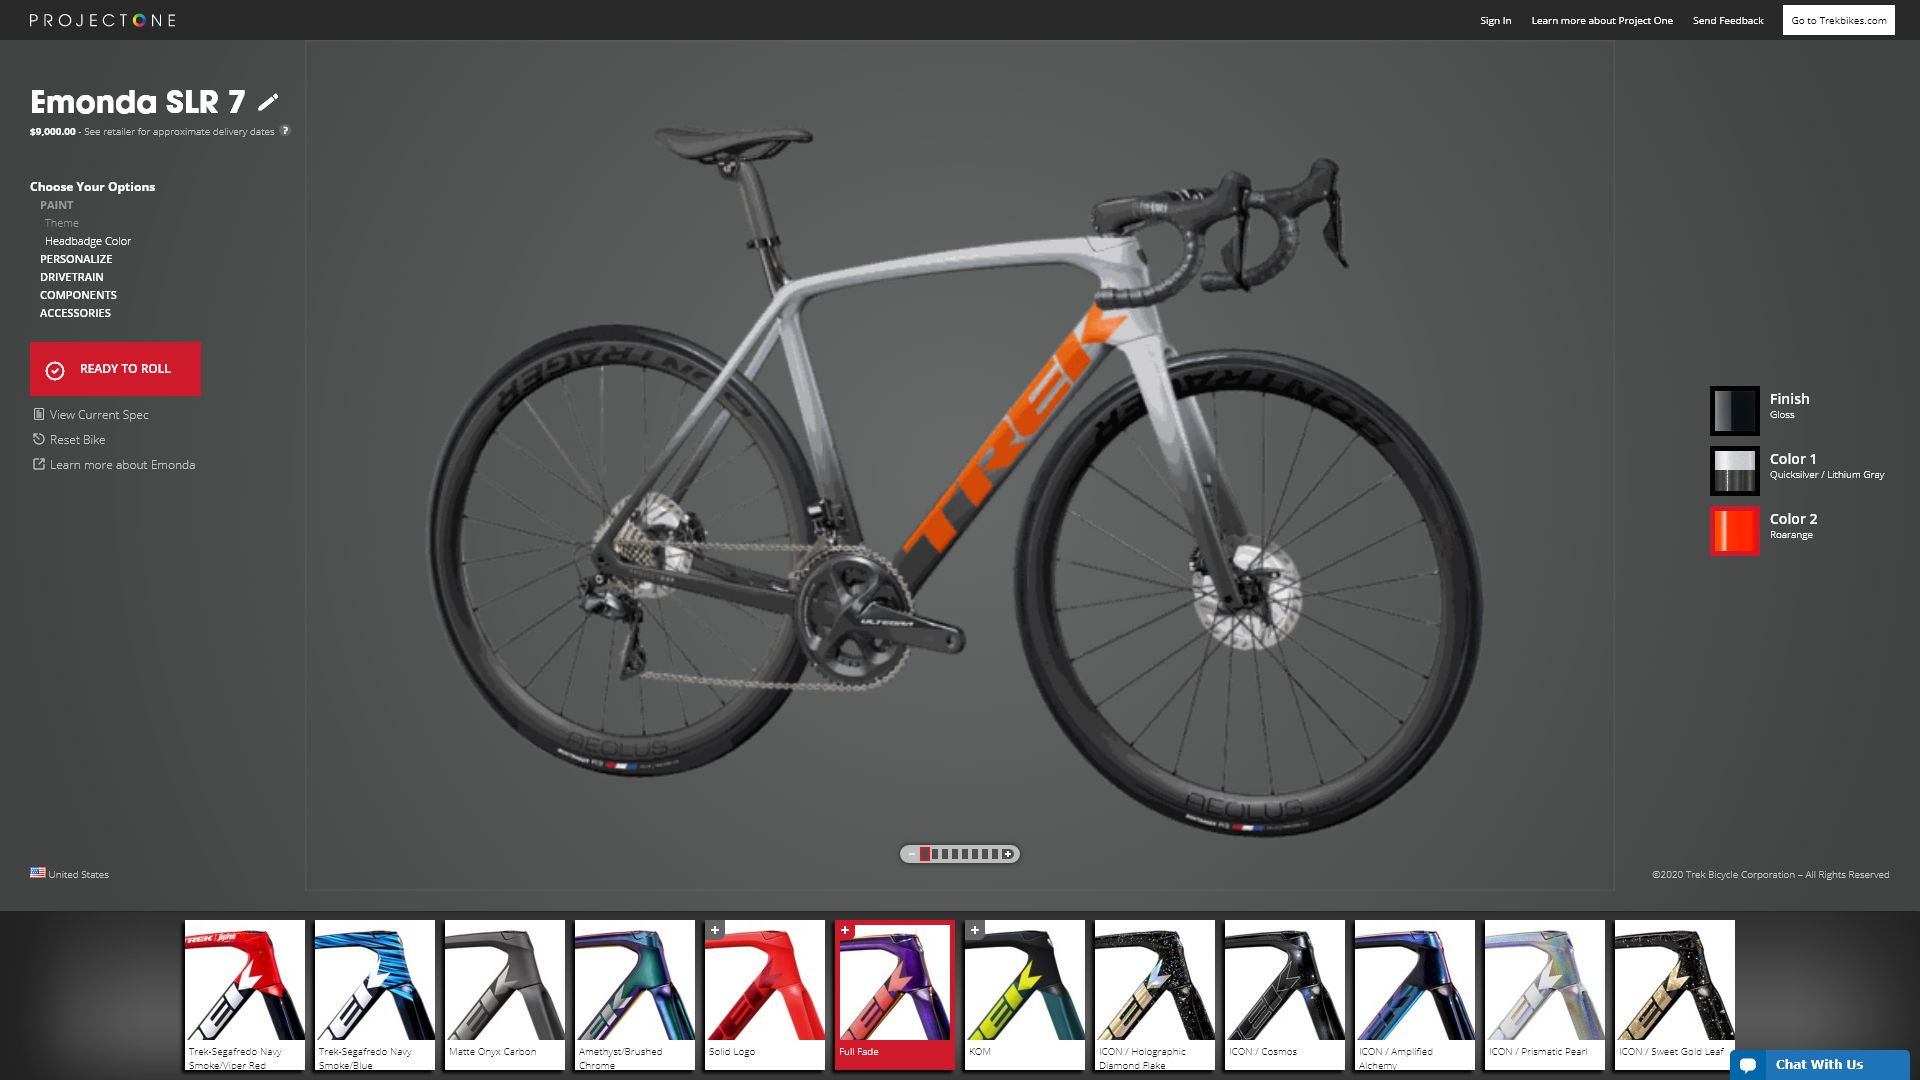 PROJECT ONE
Sign In
Learn more about Project One
Send Feedback
Go to Trekbikes.com
Emonda SLR 7
$9,000.00 - See retailer for approximate delivery dates ?
Choose Your Options
PAINT
Theme
Headbadge Color
PERSONALIZE
DRIVETRAIN
COMPONENTS
ACCESSORIES
READY TO ROLL
View Current Spec
Reset Bike
Learn more about Emonda
TREK
BONTRAGER
BONTRAGER
ULTEGRA
AEOLUS
AEOLUS
Finish
Gloss
Color 1
Quicksilver / Lithium Gray
Color 2
Roarange
United States
©2020 Trek Bicycle Corporation – All Rights Reserved
Trek-Segafredo Navy
Smoke/Viper Red
Trek-Segafredo Navy
Smoke/Blue
Matte Onyx Carbon
Amethyst/Brushed
Chrome
Solid Logo
Full Fade
KOM
ICON / Holographic
Diamond Flake
ICON / Cosmos
ICON / Amplified
Alchemy
ICON / Prismatic Pearl
ICON / Sweet Gold Leaf
Chat With Us